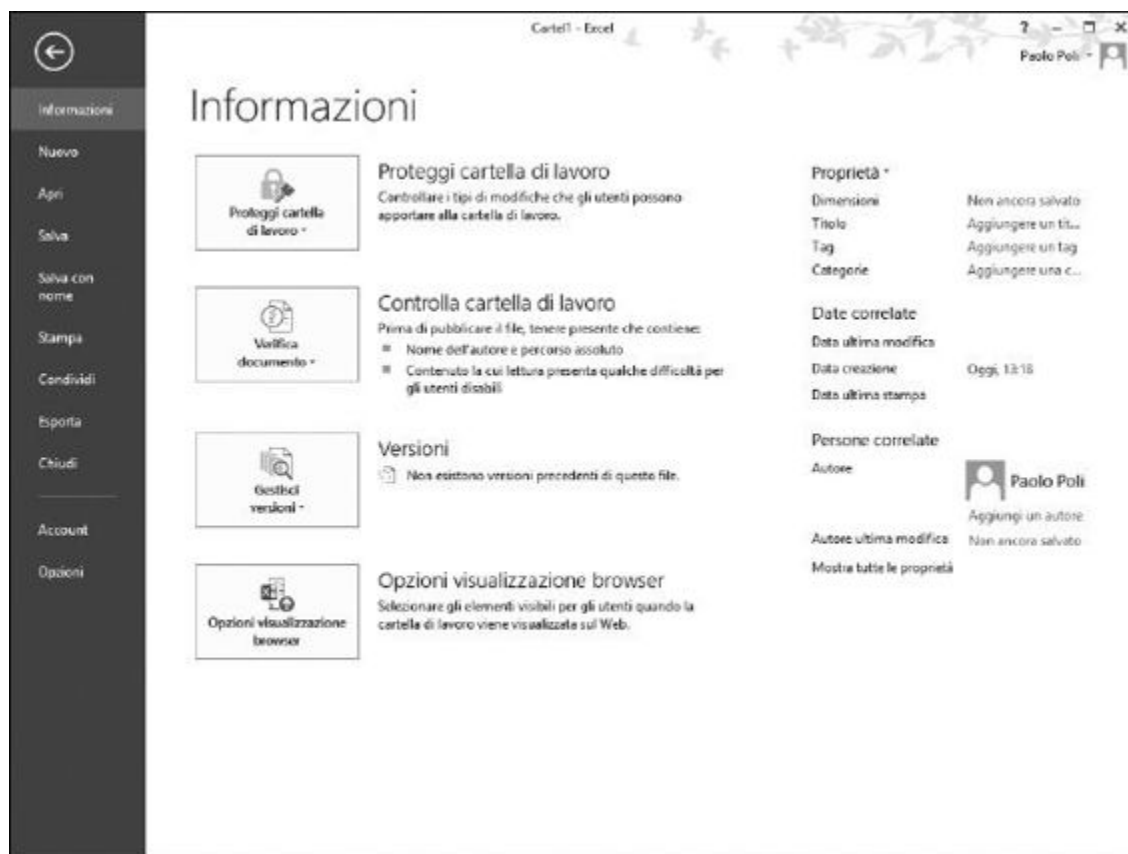 Cartel1 - Excel
? – □ ×
Paolo Poli
Informazioni
Nuovo
Apri
Salva
Salva con
nome
Stampa
Condividi
Esporta
Chiudi
Account
Opzioni
Informazioni
Proteggi cartella
di lavoro
Proteggi cartella di lavoro
Controllare i tipi di modifiche che gli utenti possono
apportare alla cartella di lavoro.
Verifica
documento
Controlla cartella di lavoro
Prima di pubblicare il file, tenere presente che contiene:
Nome dell'autore e percorso assoluto
Contenuto la cui lettura presenta qualche difficoltà per
gli utenti disabili
Gestisci
versioni
Versioni
Non esistono versioni precedenti di questo file.
Opzioni visualizzazione
browser
Opzioni visualizzazione browser
Selezionare gli elementi visibili per gli utenti quando la
cartella di lavoro viene visualizzata sul Web.
Proprietà
Dimensioni Non ancora salvato
Titolo Aggiungere un tit...
Tag Aggiungere un tag
Categorie Aggiungere una c...
Date correlate
Data ultima modifica
Data creazione Oggi, 13:18
Data ultima stampa
Persone correlate
Autore Paolo Poli
Aggiungi un autore
Autore ultima modifica Non ancora salvato
Mostra tutte le proprietà